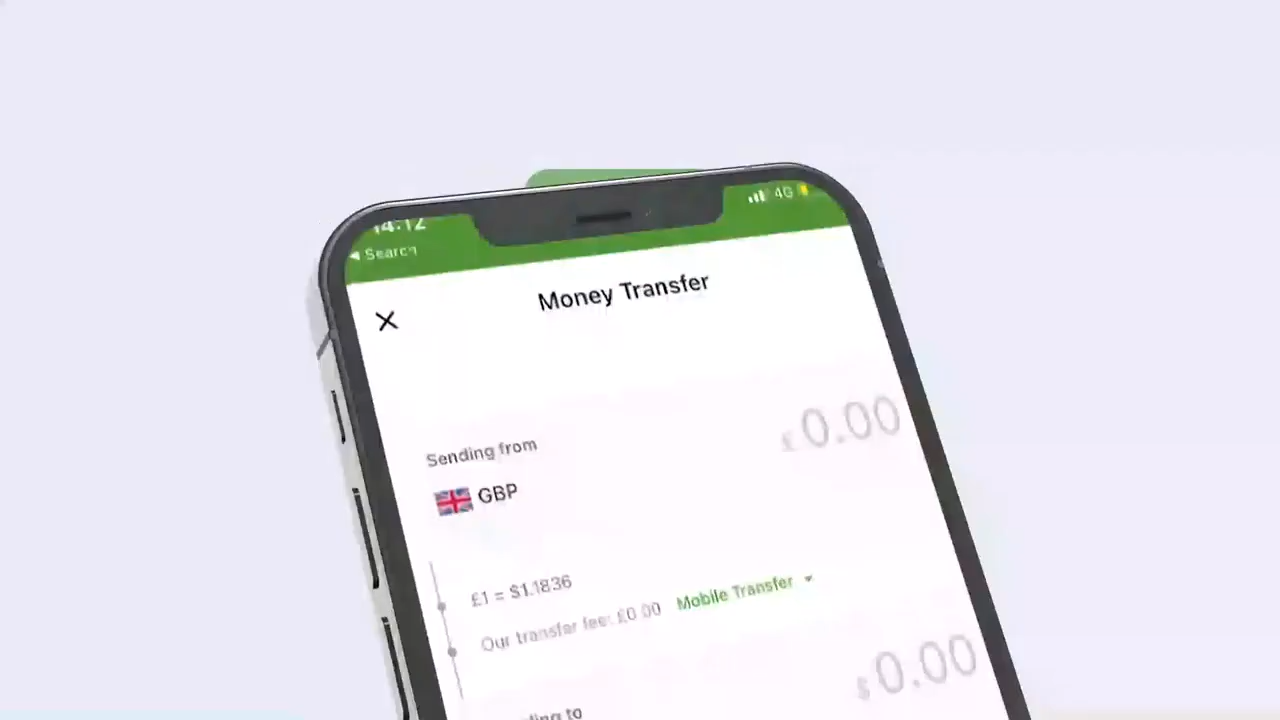 14:12
4G
Search
Money Transfer
£0.00
Sending from
GBP
£1 = $1.1836
Our transfer fee: £0.00 Mobile Transfer
$0.00
to